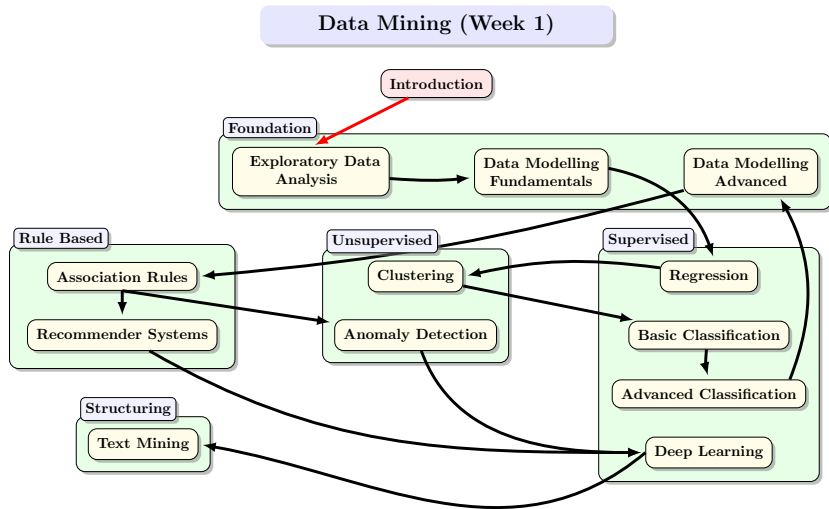 Data Mining (Week 1)
Introduction
Foundation
Exploratory Data
Analysis
Data Modelling
Fundamentals
Data Modelling
Advanced
Rule Based
Association Rules
Recommender Systems
Unsupervised
Clustering
Anomaly Detection
Supervised
Regression
Basic Classification
Advanced Classification
Deep Learning
Structuring
Text Mining